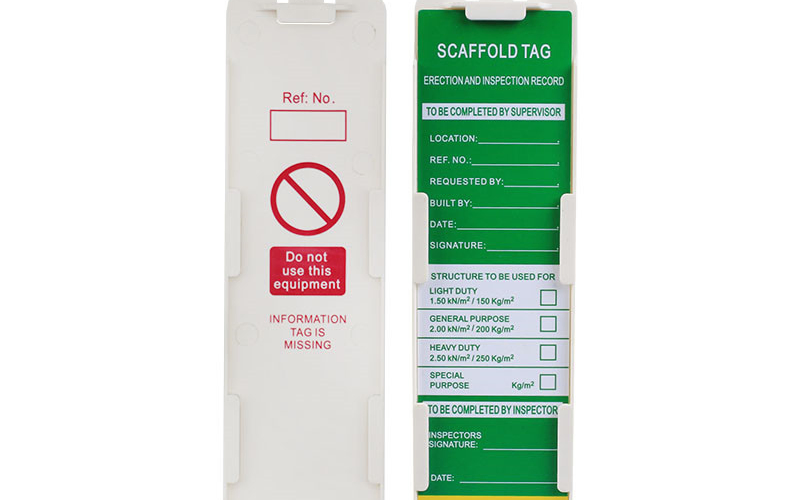 Ref: No.
Do not
use this
equipment
INFORMATION
TAG IS
MISSING
SCAFFOLD TAG
ERECTION AND INSPECTION RECORD
TO BE COMPLETED BY SUPERVISOR
LOCATION:
REF. NO.:
REQUESTED BY:
BUILT BY:
DATE:
SIGNATURE:
STRUCTURE TO BE USED FOR
LIGHT DUTY
1.50 kN/m² / 150 Kg/m²
GENERAL PURPOSE
2.00 kN/m² / 200 Kg/m²
HEAVY DUTY
2.50 kN/m² / 250 Kg/m²
SPECIAL
PURPOSE Kg/m²
TO BE COMPLETED BY INSPECTOR
INSPECTORS
SIGNATURE:
DATE: